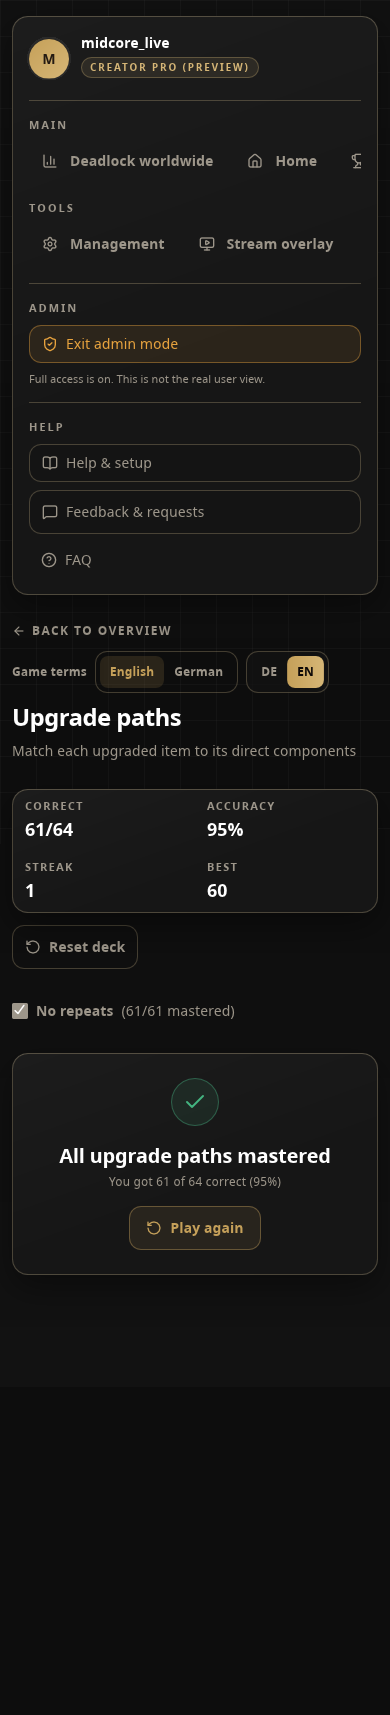 M
midcore_live
CREATOR PRO (PREVIEW)
MAIN
Deadlock worldwide
Home
TOOLS
Management
Stream overlay
ADMIN
Exit admin mode
Full access is on. This is not the real user view.
HELP
Help & setup
Feedback & requests
FAQ
BACK TO OVERVIEW
Game terms English German DE EN
Upgrade paths
Match each upgraded item to its direct components
CORRECT
61/64
ACCURACY
95%
STREAK
1
BEST
60
Reset deck
No repeats (61/61 mastered)
All upgrade paths mastered
You got 61 of 64 correct (95%)
Play again